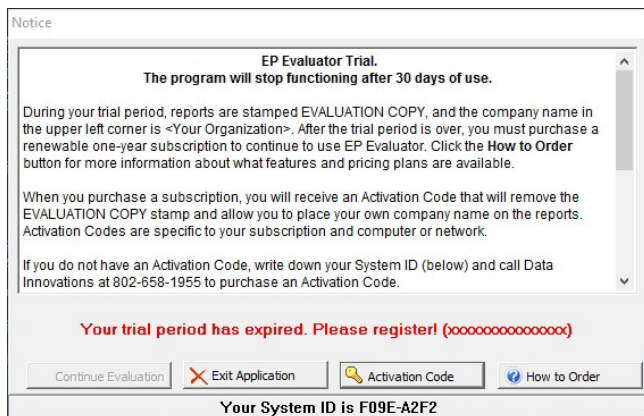 Notice
EP Evaluator Trial.
The program will stop functioning after 30 days of use.
During your trial period, reports are stamped EVALUATION COPY, and the company name in
the upper left corner is <Your Organization>. After the trial period is over, you must purchase a
renewable one-year subscription to continue to use EP Evaluator. Click the How to Order
button for more information about what features and pricing plans are available.
When you purchase a subscription, you will receive an Activation Code that will remove the
EVALUATION COPY stamp and allow you to place your own company name on the reports.
Activation Codes are specific to your subscription and computer or network.
If you do not have an Activation Code, write down your System ID (below) and call Data
Innovations at 802-658-1955 to purchase an Activation Code.
Your trial period has expired. Please register! (xxxxxxxxxxxxxxx)
Continue Evaluation Exit Application Activation Code How to Order
Your System ID is F09E-A2F2